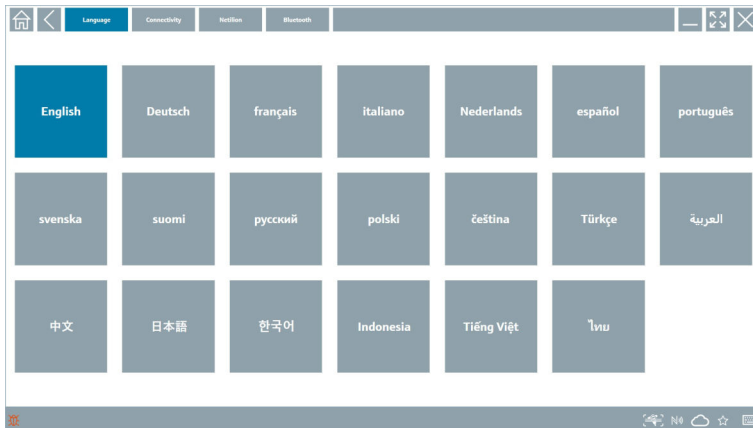 Language Connectivity Netilion Bluetooth
English Deutsch français italiano Nederlands español português
svenska suomi русский polski čeština Türkçe العربية
中文 日本語 한국어 Indonesia Tiếng Việt ไทย